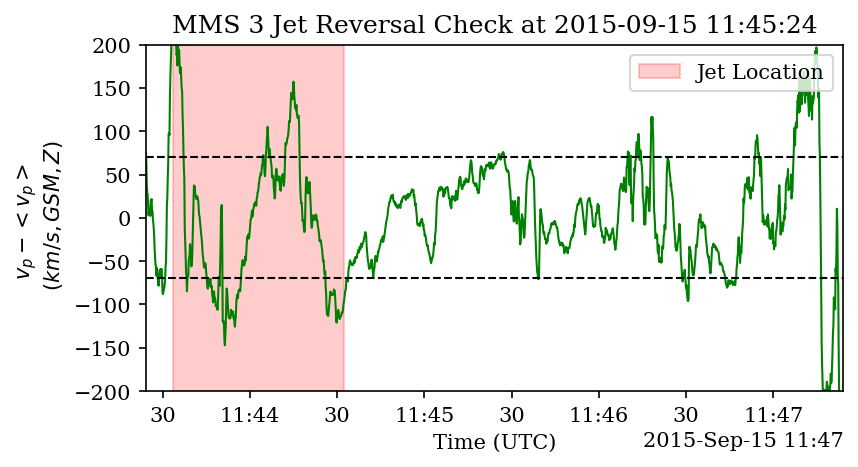 MMS 3 Jet Reversal Check at 2015-09-15 11:45:24
200
150
100
50
0
−50
−100
−150
−200
v_p − < v_p >
(km/s, GSM, Z)
Jet Location
30 11:44 30 11:45 30 11:46 30 11:47
Time (UTC)
2015-Sep-15 11:47